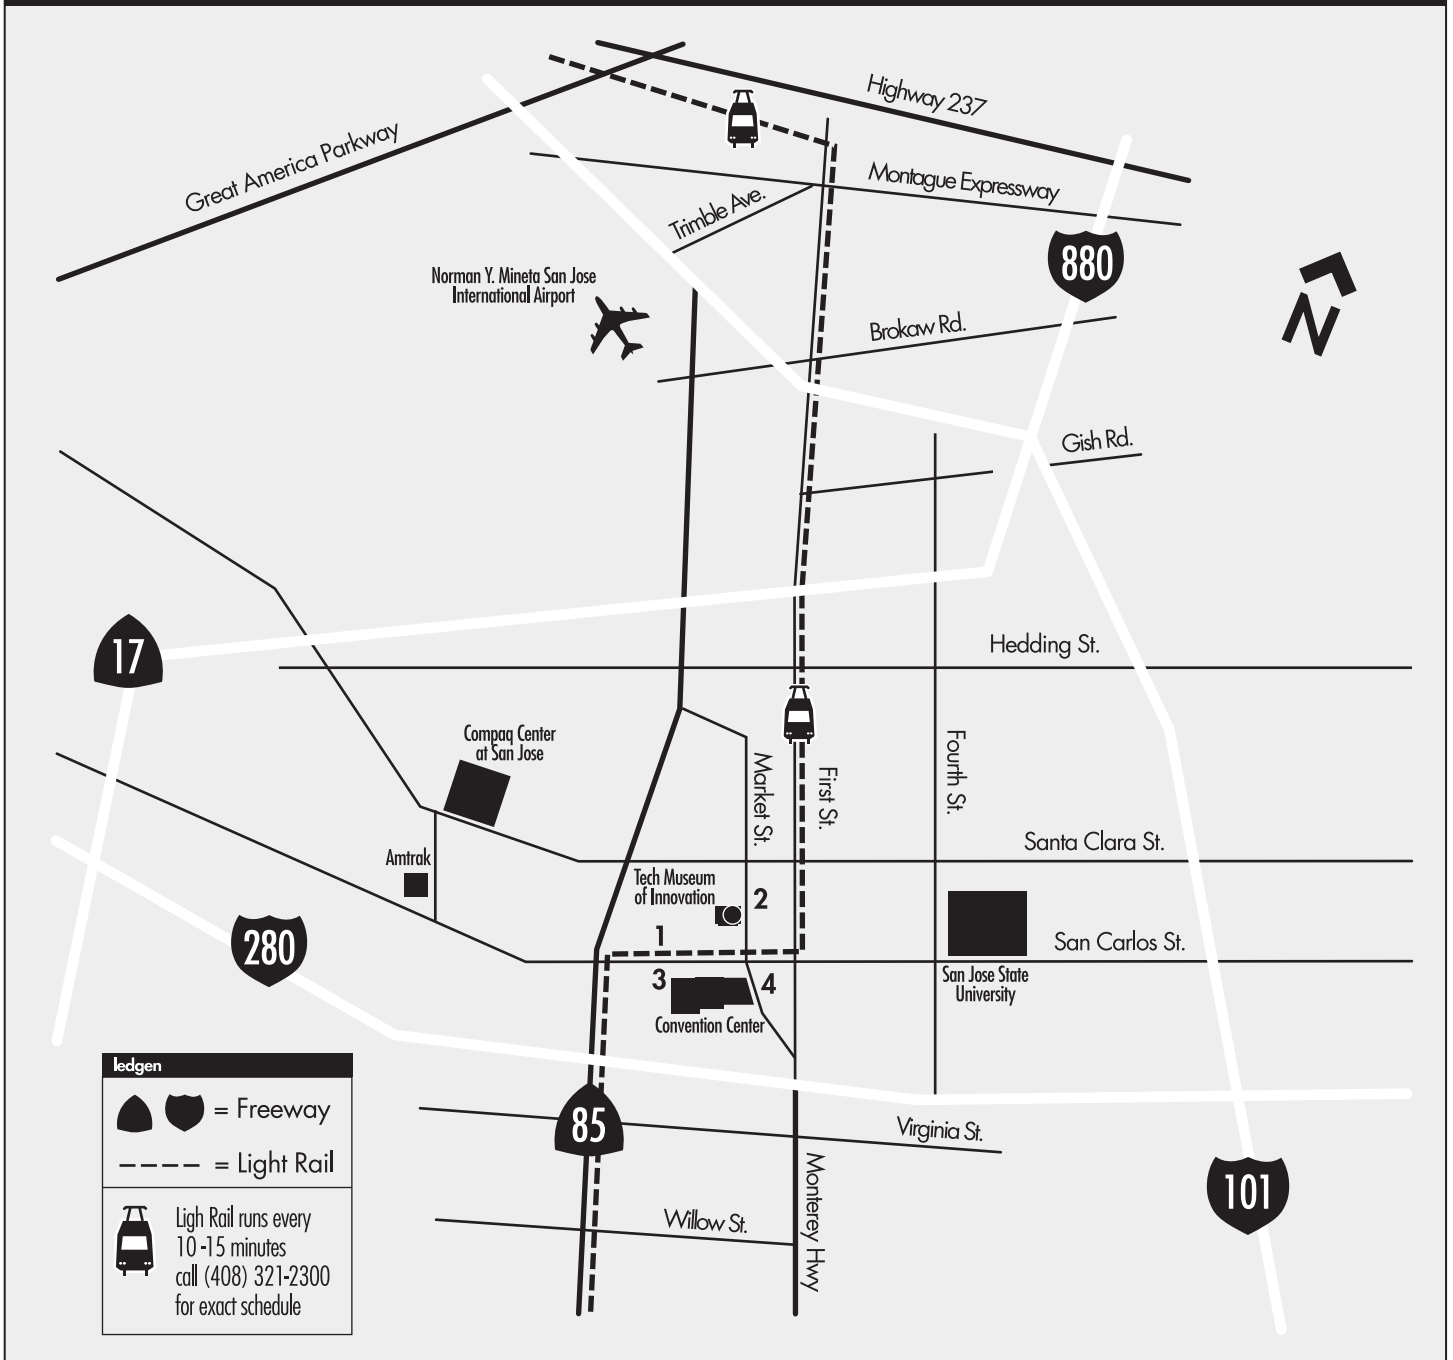 Highway 237
Great America Parkway
Montague Expressway
Trimble Ave.
880
Norman Y. Mineta San Jose
International Airport
N
Brokaw Rd.
Gish Rd.
17
Hedding St.
Compaq Center
at San Jose
Market St.
First St.
Fourth St.
Santa Clara St.
Amtrak
Tech Museum
of Innovation
2
1
280
San Carlos St.
3
4
San Jose State
University
Convention Center
ledgen
= Freeway
= Light Rail
Ligh Rail runs every
10 -15 minutes
call (408) 321-2300
for exact schedule
85
Virginia St.
Monterey Hwy
101
Willow St.